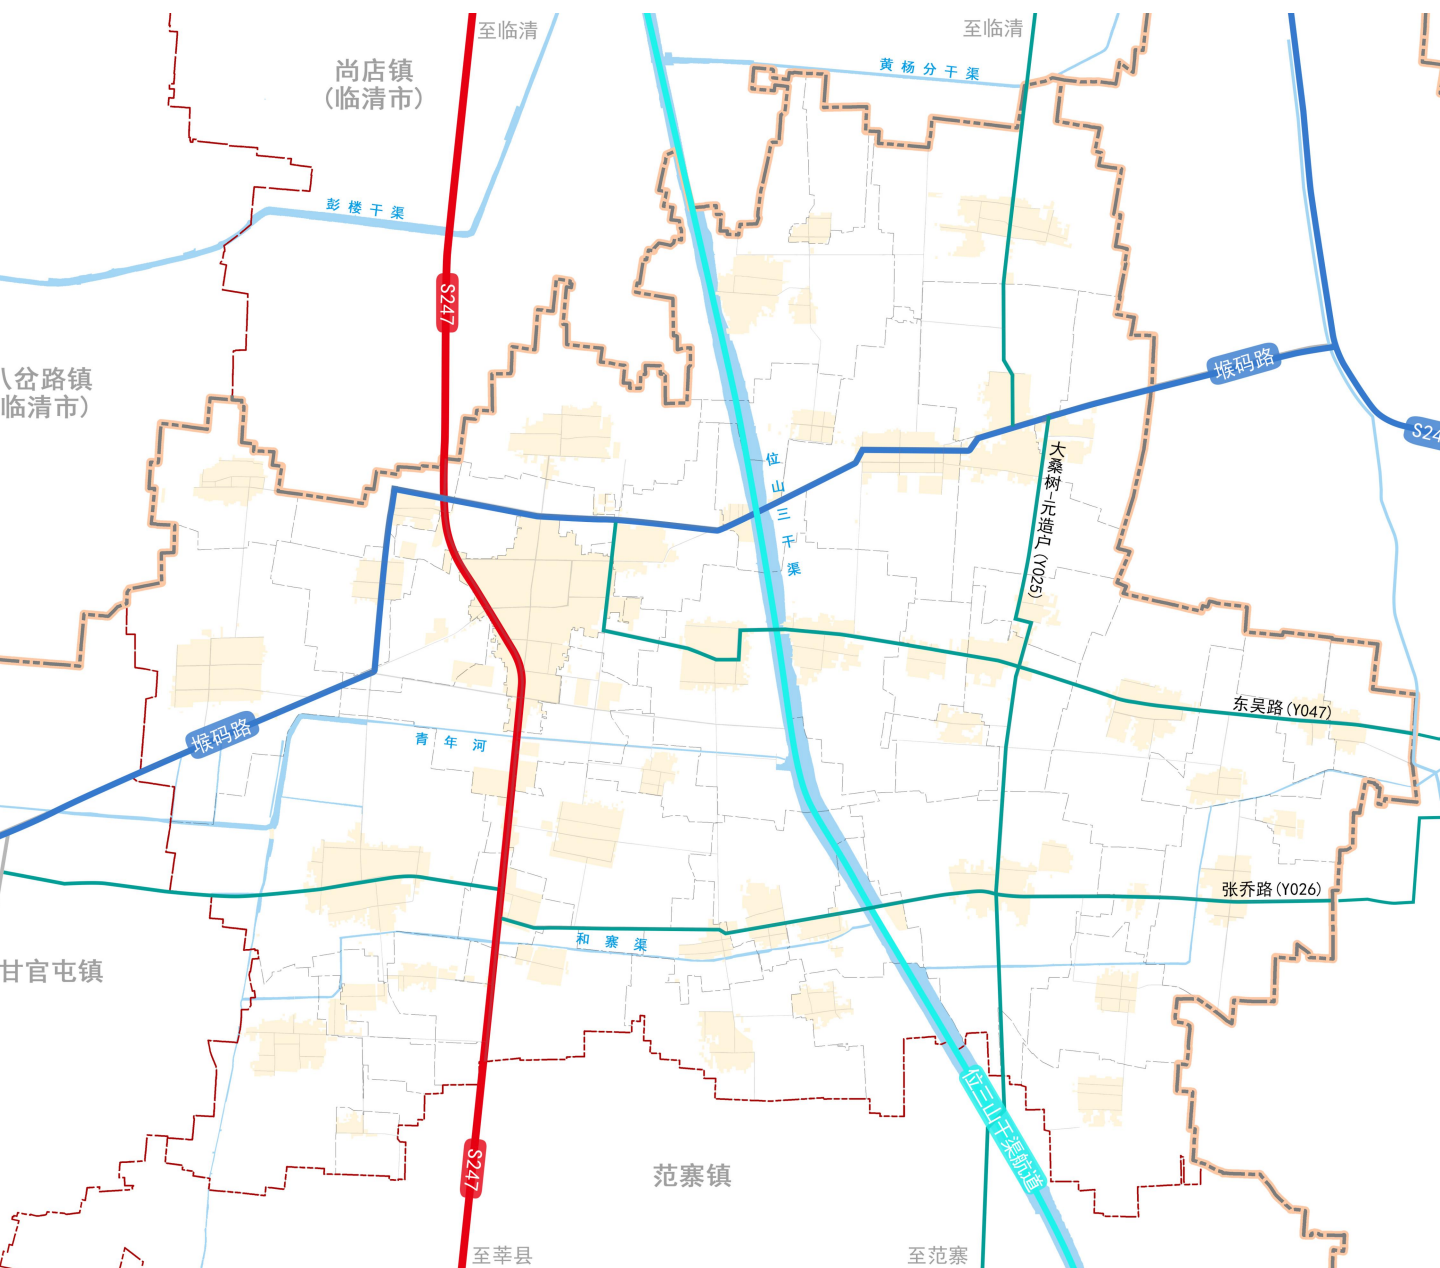 至临清
至临清
尚店镇
(临清市)
黄杨分干渠
彭楼干渠
S247
堠码路
八岔路镇
临清市)
S24
位山三干渠
大桑树-元造户(Y025)
东吴路(Y047)
堠码路
青年河
张乔路(Y026)
和寨渠
甘官屯镇
位三山干渠航道
S247
范寨镇
至莘县
至范寨